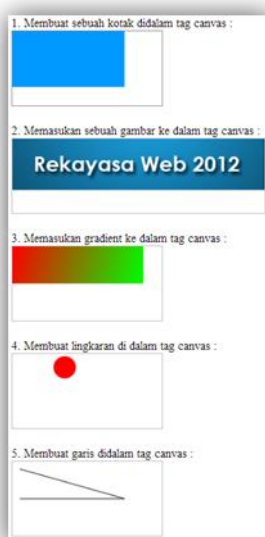 1. Membuat sebuah kotak didalam tag canvas :
2. Memasukan sebuah gambar ke dalam tag canvas :
Rekayasa Web 2012
3. Memasukan gradient ke dalam tag canvas :
4. Membuat lingkaran di dalam tag canvas :
5. Membuat garis didalam tag canvas :